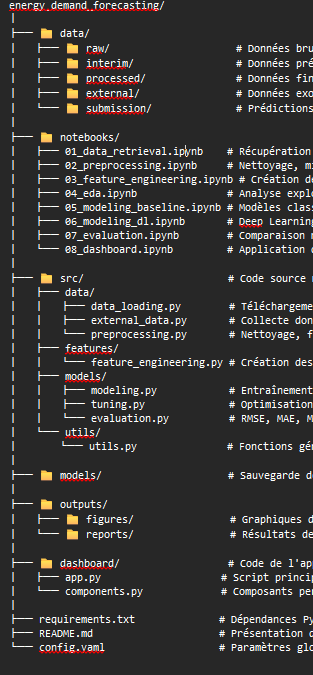 energy_demand_forecasting/
│
├── 📁 data/
│   ├── 📁 raw/ # Données bru
│   ├── 📁 interim/ # Données pré
│   ├── 📁 processed/ # Données fin
│   ├── 📁 external/ # Données exo
│   └── 📁 submission/ # Prédictions
│
├── 📁 notebooks/
│   ├── 01_data_retrieval.ipynb # Récupération
│   ├── 02_preprocessing.ipynb # Nettoyage, mi
│   ├── 03_feature_engineering.ipynb # Création de
│   ├── 04_eda.ipynb # Analyse explo
│   ├── 05_modeling_baseline.ipynb # Modèles class
│   ├── 06_modeling_dl.ipynb # Deep Learning
│   ├── 07_evaluation.ipynb # Comparaison m
│   └── 08_dashboard.ipynb # Application d
│
├── 📁 src/ # Code source m
│   ├── data/
│   │   ├── data_loading.py # Téléchargeme
│   │   ├── external_data.py # Collecte don
│   │   └── preprocessing.py # Nettoyage, f
│   ├── features/
│   │   └── feature_engineering.py # Création des
│   ├── models/
│   │   ├── modeling.py # Entraînement
│   │   ├── tuning.py # Optimisation
│   │   └── evaluation.py # RMSE, MAE, M
│   └── utils/
│       └── utils.py # Fonctions gén
│
├── 📁 models/ # Sauvegarde de
│
├── 📁 outputs/
│   ├── 📁 figures/ # Graphiques d
│   └── 📁 reports/ # Résultats de
│
├── 📁 dashboard/ # Code de l'app
│   ├── app.py # Script princip
│   └── components.py # Composants per
│
├── requirements.txt # Dépendances Py
├── README.md # Présentation d
└── config.yaml # Paramètres glo